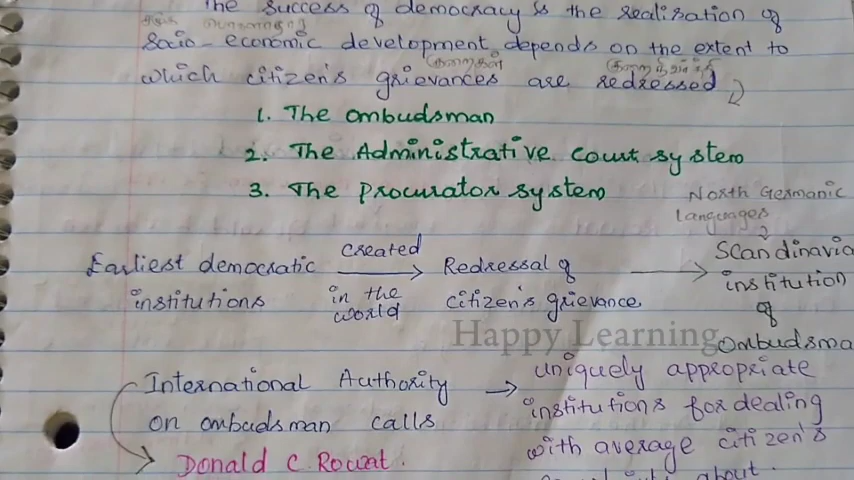 the success of democracy is the realisation of
socio-economic development depends on the extent to
குறைகள்
which citizen's grievances are redressed
1. The ombudsman
2. The Administrative court system
3. The procurator system
North Germanic
languages
Earliest democratic institutions
created
in the
world
Redressal of
citizen's grievance
Scandinavia
institution
of
ombudsma
Happy Learning
International Authority
on ombudsman calls
Donald C. Rowat.
uniquely appropriate
institutions for dealing
with average citizen's
about.